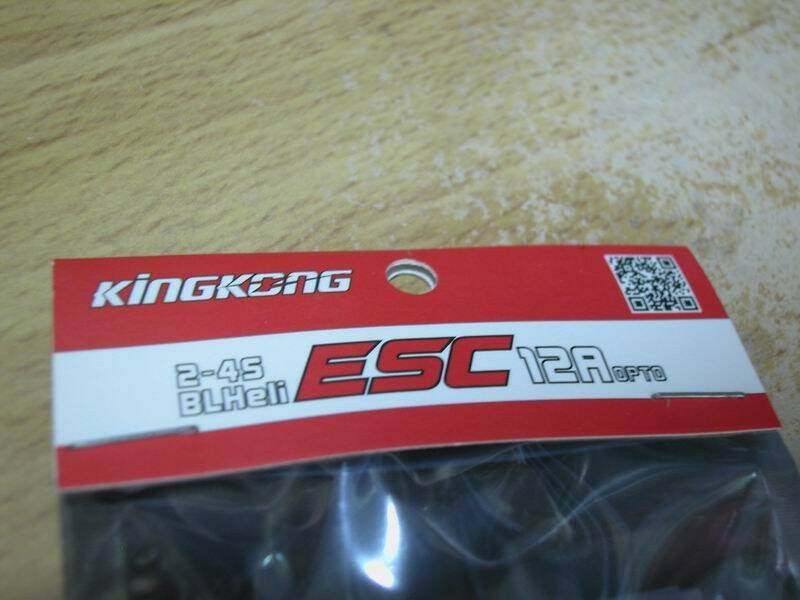 KINGKONG
2-4S
BLHeli
ESC 12A OPTO